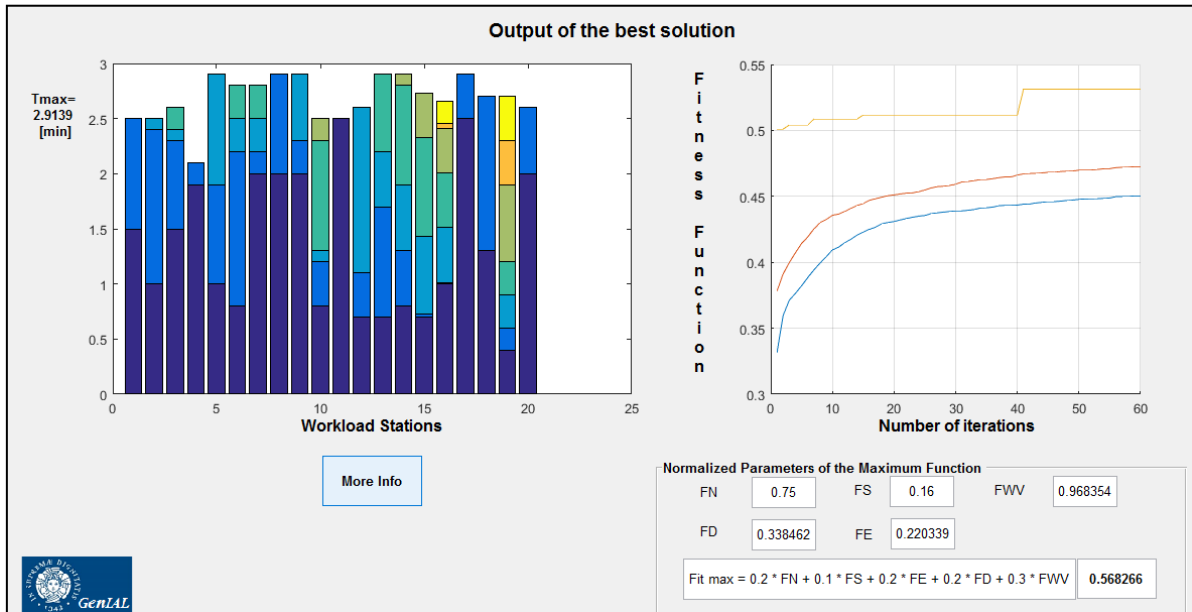 Output of the best solution
Tmax=
2.9139
[min]
3
2.5
2
1.5
1
0.5
0
0
5
10
15
20
25
Workload Stations
Fitness Function
0.55
0.5
0.45
0.4
0.35
0.3
0
10
20
30
40
50
60
Number of iterations
More Info
Normalized Parameters of the Maximum Function
FN
0.75
FS
0.16
FWV
0.968354
FD
0.338462
FE
0.220339
Fit max = 0.2 * FN + 0.1 * FS + 0.2 * FE + 0.2 * FD + 0.3 * FWV
0.568266
GenIAL